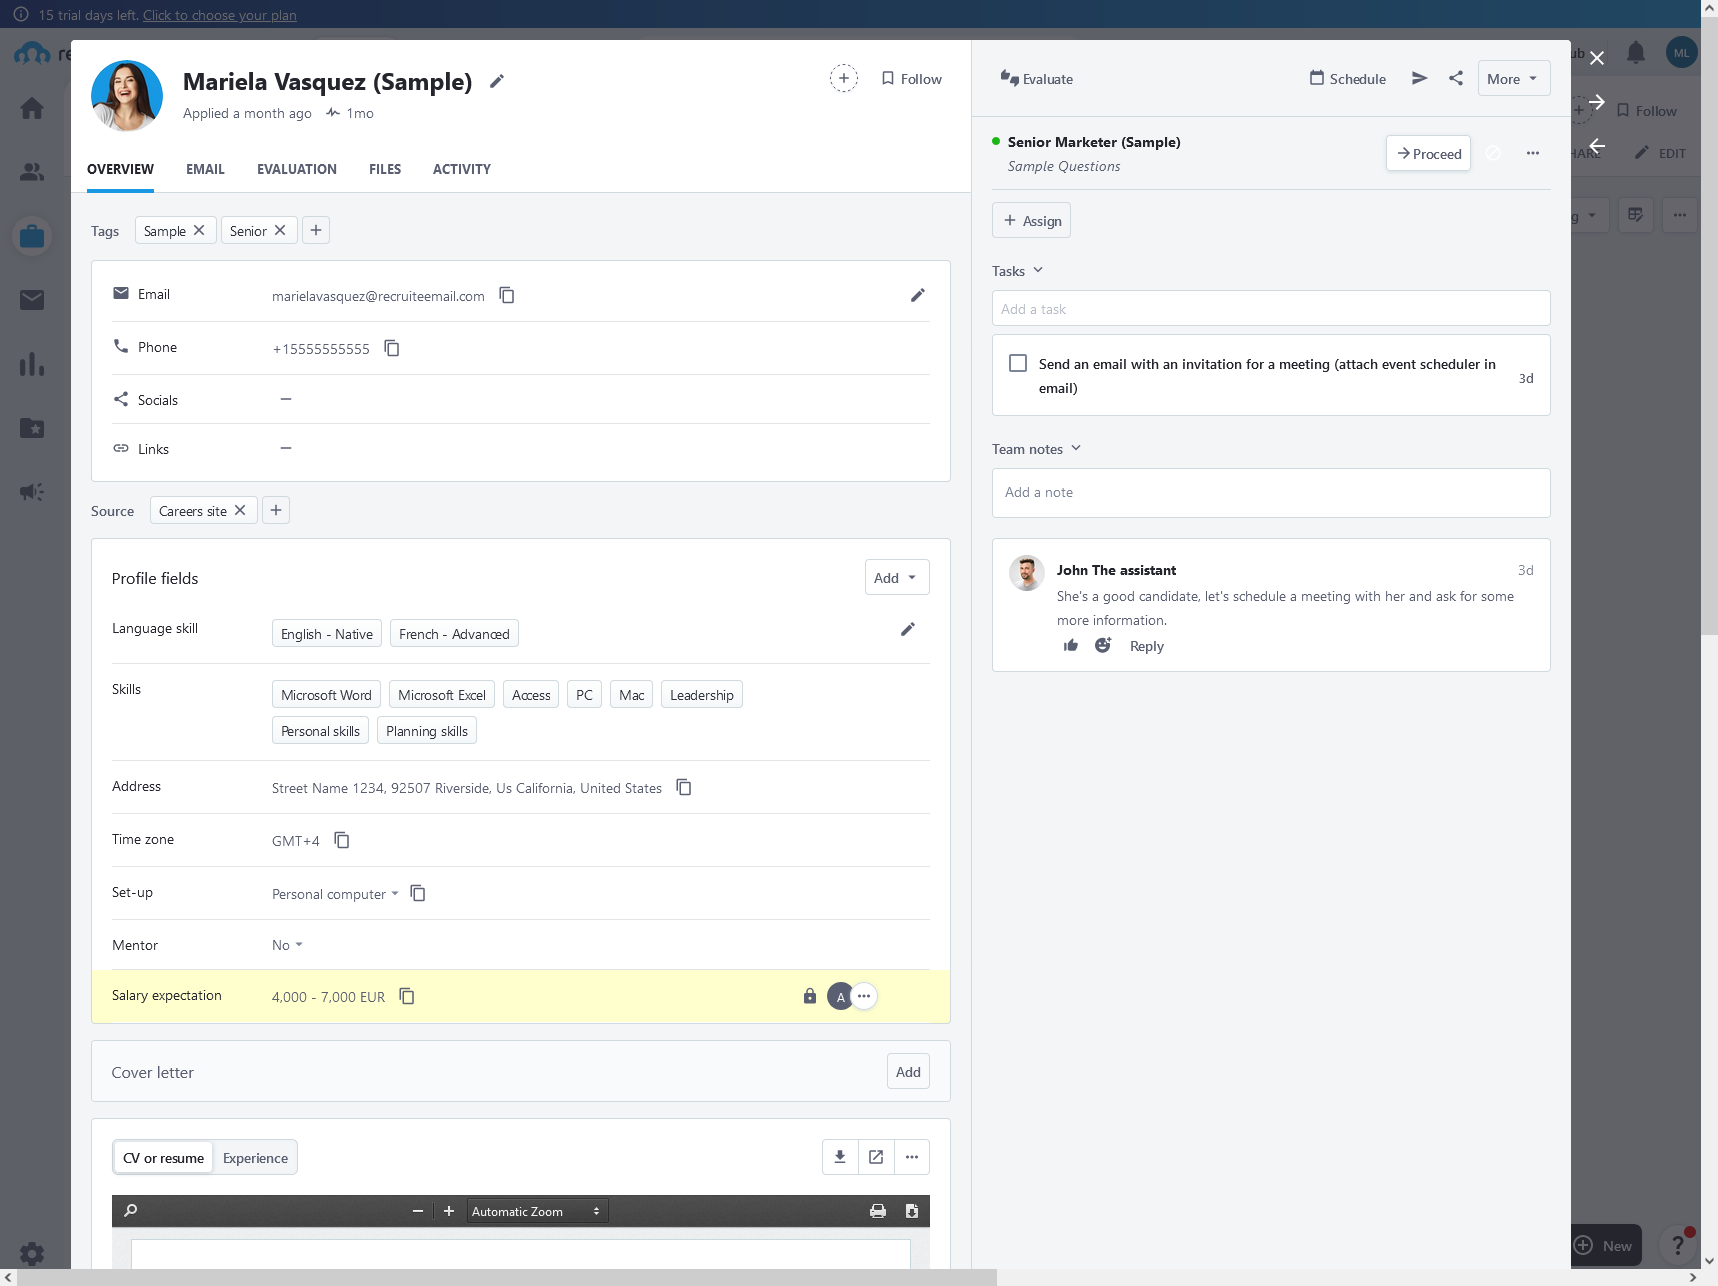 15 trial days left. Click to choose your plan
re
ub
ML
Mariela Vasquez (Sample)
Applied a month ago 1mo
Follow
Evaluate
Schedule
More
Follow
OVERVIEW
EMAIL
EVALUATION
FILES
ACTIVITY
Senior Marketer (Sample)
Sample Questions
Proceed
HARE
EDIT
Tags
Sample
Senior
Assign
g
Email
marielavasquez@recruiteemail.com
Phone
+15555555555
Socials
—
Links
—
Tasks
Add a task
Send an email with an invitation for a meeting (attach event scheduler in
email)
3d
Team notes
Add a note
Source
Careers site
John The assistant
3d
She's a good candidate, let's schedule a meeting with her and ask for some
more information.
Reply
Profile fields
Add
Language skill
English - Native
French - Advanced
Skills
Microsoft Word
Microsoft Excel
Access
PC
Mac
Leadership
Personal skills
Planning skills
Address
Street Name 1234, 92507 Riverside, Us California, United States
Time zone
GMT+4
Set-up
Personal computer
Mentor
No
Salary expectation
4,000 - 7,000 EUR
A
Cover letter
Add
CV or resume
Experience
Automatic Zoom
New
?